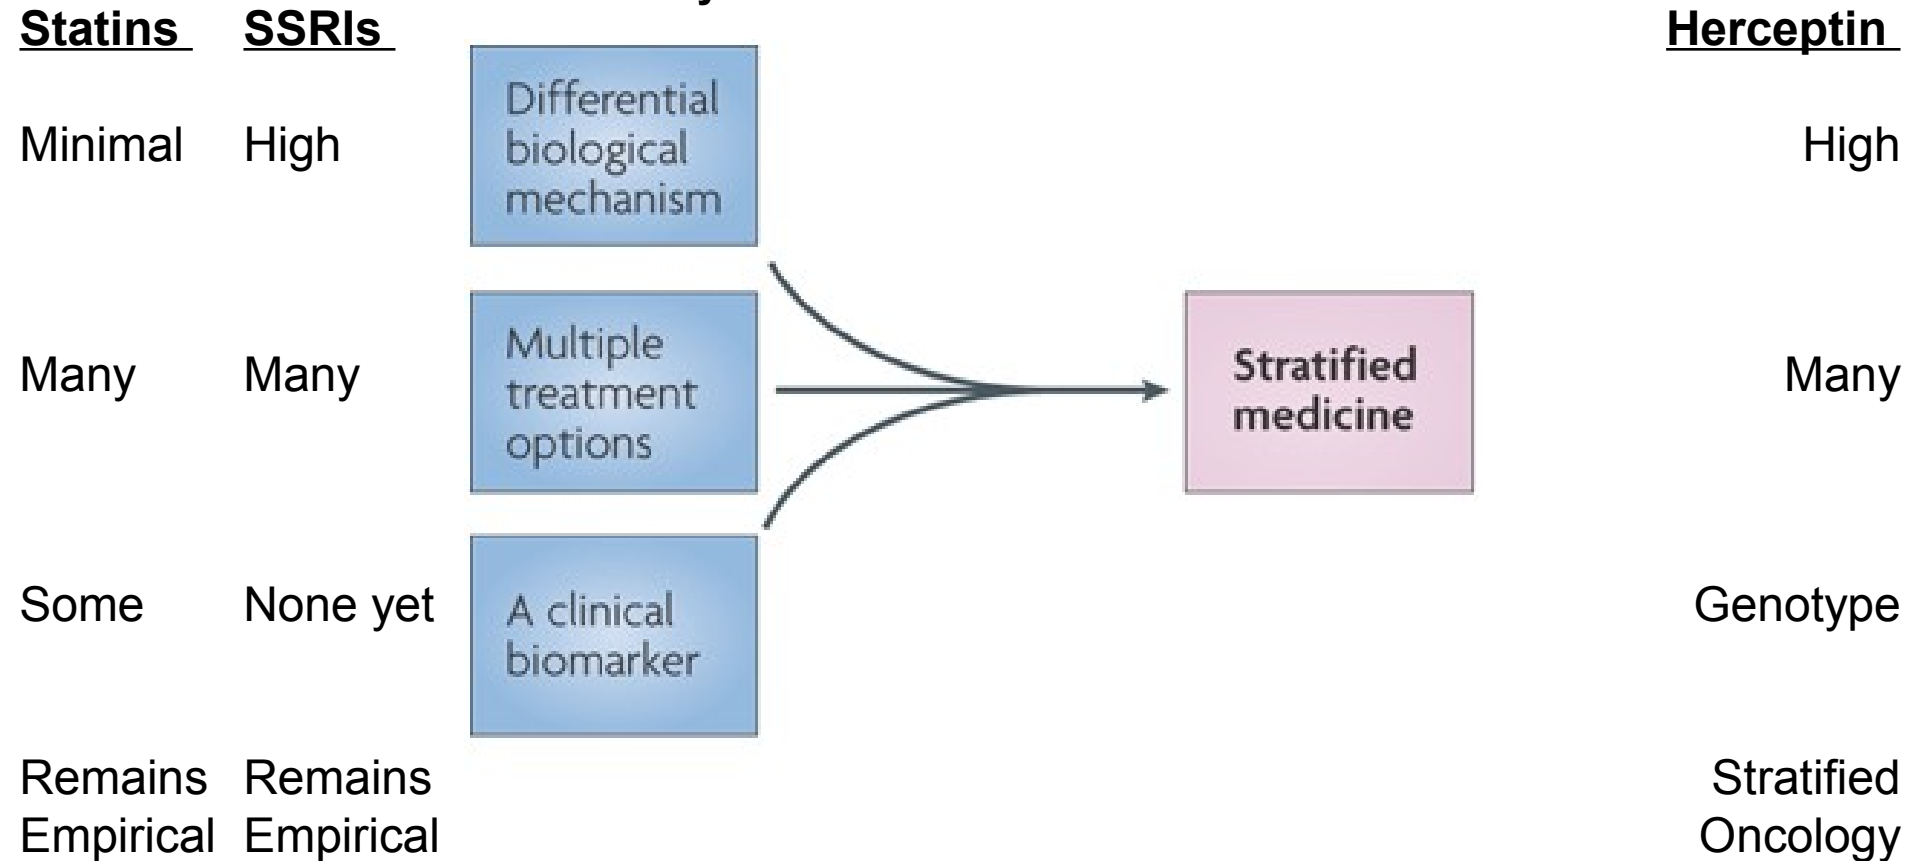 Statins SSRIs Herceptin
Differential
biological
mechanism
Minimal High High
Multiple
treatment
options
Many Many Many
Stratified
medicine
A clinical
biomarker
Some None yet Genotype
Remains Remains Stratified
Empirical Empirical Oncology